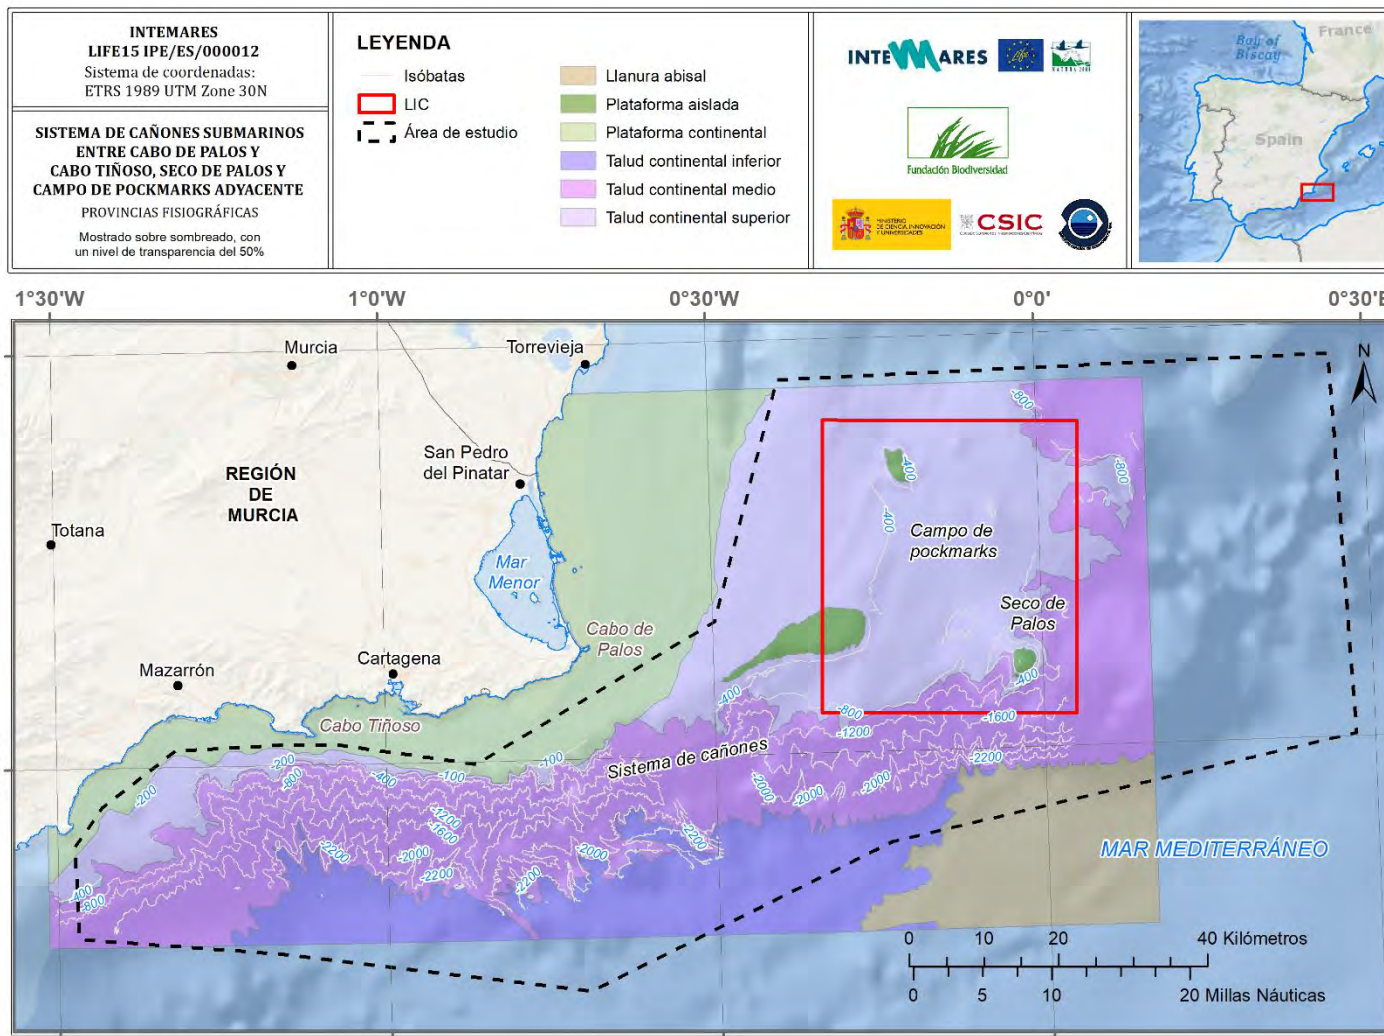 INTEMARES
LIFE15 IPE/ES/000012
Sistema de coordenadas:
ETRS 1989 UTM Zone 30N
SISTEMA DE CAÑONES SUBMARINOS
ENTRE CABO DE PALOS Y
CABO TIÑOSO, SECO DE PALOS Y
CAMPO DE POCKMARKS ADYACENTE
PROVINCIAS FISIOGRÁFICAS
Mostrado sobre sombreado, con
un nivel de transparencia del 50%
LEYENDA
Isóbatas
LIC
Área de estudio
Llanura abisal
Plataforma aislada
Plataforma continental
Talud continental inferior
Talud continental medio
Talud continental superior
INTEMARES
Fundación Biodiversidad
MINISTERIO
DE CIENCIA, INNOVACIÓN
Y UNIVERSIDADES
CSIC
Bay of
Biscay
France
Spain
1°30'W
1°0'W
0°30'W
0°0'
0°30'E
N
Murcia
Torrevieja
San Pedro
del Pinatar
REGIÓN
DE
MURCIA
Totana
Mar
Menor
Mazarrón
Cartagena
Cabo de
Palos
Cabo Tiñoso
Campo de
pockmarks
Seco de
Palos
Sistema de cañones
MAR MEDITERRÁNEO
-800
-400
-800
-400
-400
-400
-800
-1200
-1600
-2200
-2000
-2000
-2000
-100
-100
-200
-400
-800
-200
-1200
-1600
-2200
-2000
-2200
-2000
-2200
-2200
-400
-800
0 10 20 40 Kilómetros
0 5 10 20 Millas Náuticas